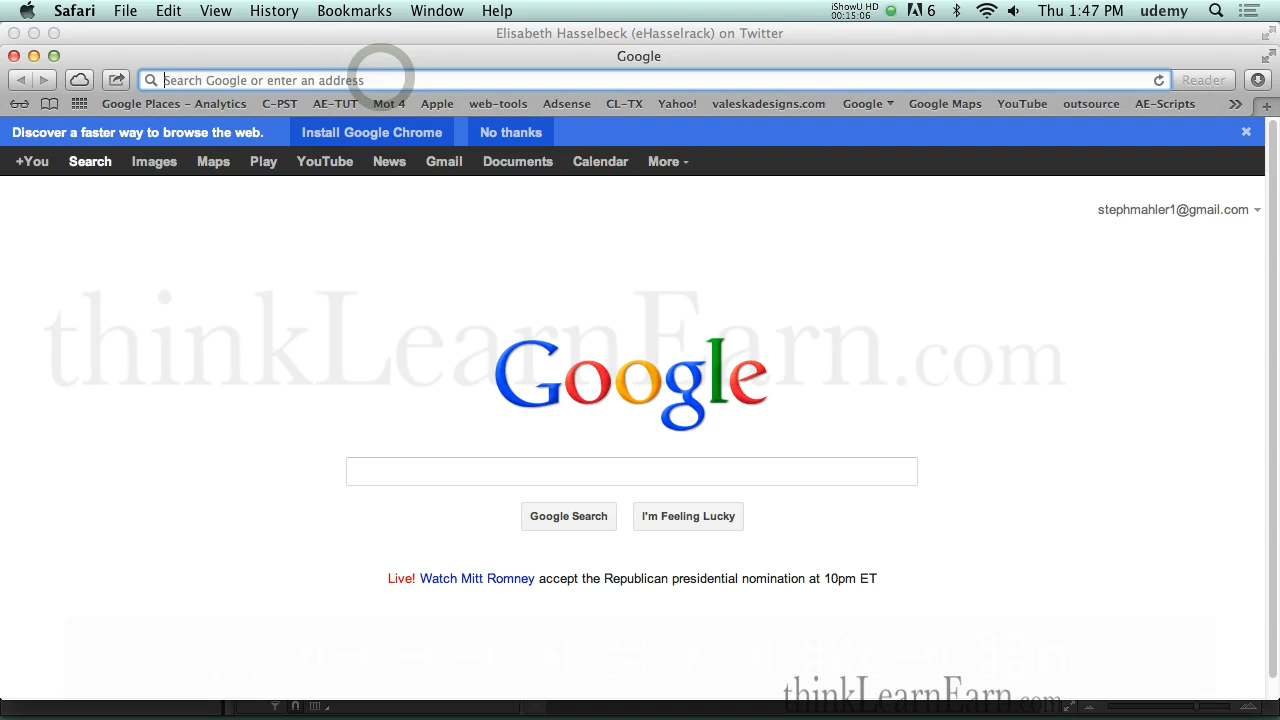 Safari File Edit View History Bookmarks Window Help iShowU HD 00:15:06 6 Thu 1:47 PM udemy
Elisabeth Hasselbeck (eHasselrack) on Twitter
Google
Search Google or enter an address Reader
Google Places - Analytics C-PST AE-TUT Mot 4 Apple web-tools Adsense CL-TX Yahoo! valeskadesigns.com Google Google Maps YouTube outsource AE-Scripts
Discover a faster way to browse the web. Install Google Chrome No thanks
+You Search Images Maps Play YouTube News Gmail Documents Calendar More
stephmahler1@gmail.com
thinkLearnEarn.com
Google
Google Search I'm Feeling Lucky
Live! Watch Mitt Romney accept the Republican presidential nomination at 10pm ET
thinkLearnEarn.com